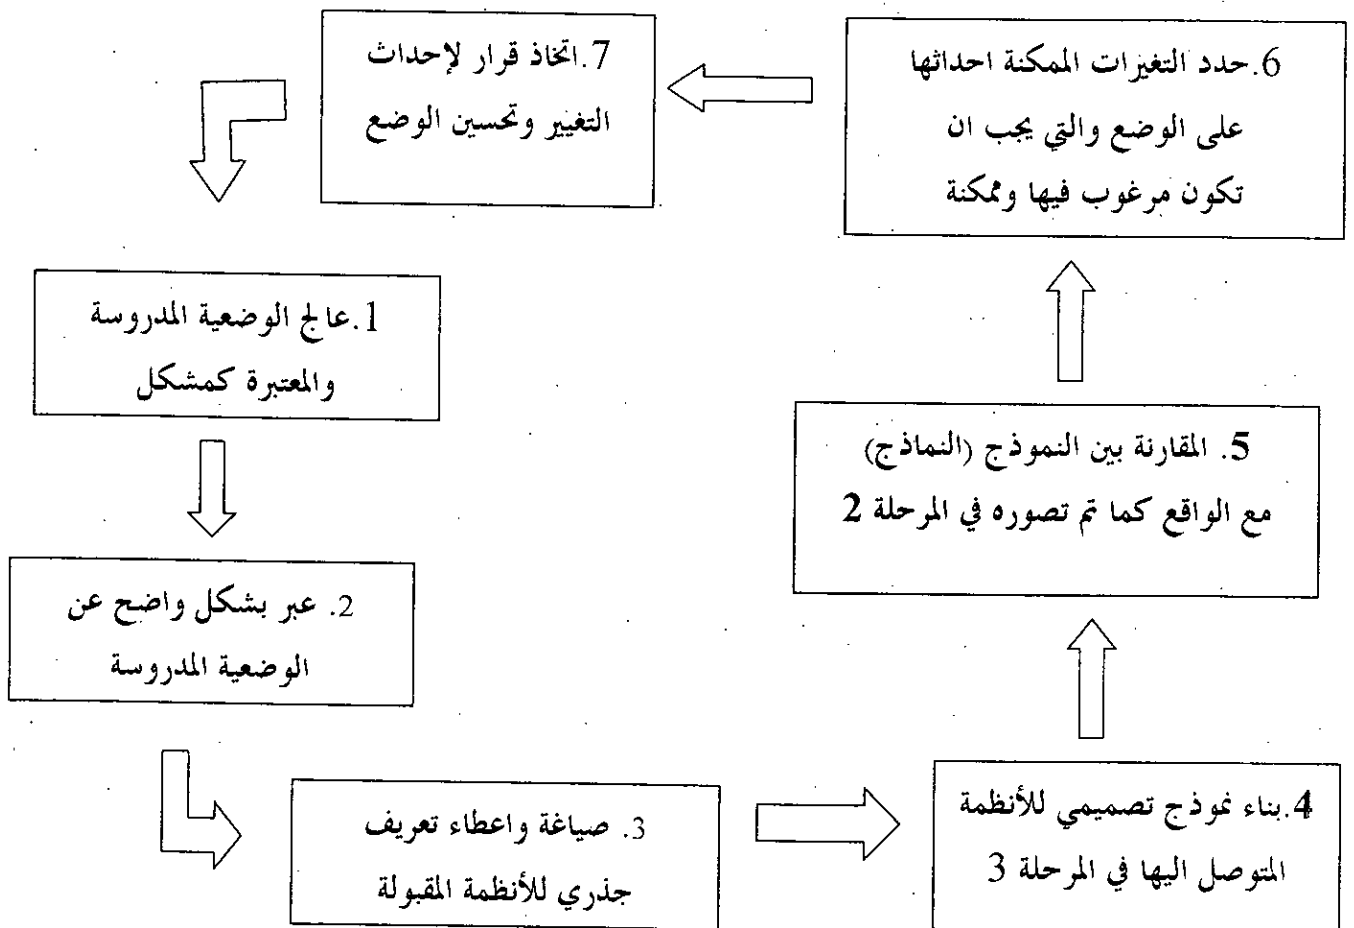 7.اتخاذ قرار لإحداث
التغيير وتحسين الوضع
6.حدد التغيرات الممكنة احداثها
على الوضع والتي يجب ان
تكون مرغوب فيها وممكنة
1.عالج الوضعية المدروسة
والمعتبرة كمشكل
5. المقارنة بين النموذج (النماذج)
مع الواقع كما تم تصوره في المرحلة 2
2. عبر بشكل واضح عن
الوضعية المدروسة
3. صياغة واعطاء تعريف
جذري للأنظمة المقبولة
4.بناء نموذج تصميمي للأنظمة
المتوصل اليها في المرحلة 3